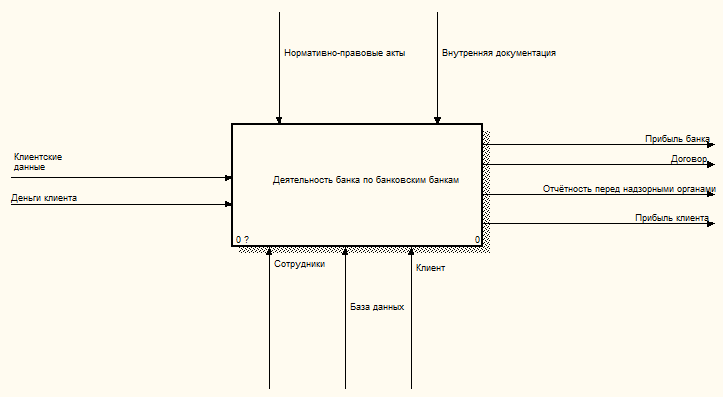 Нормативно-правовые акты
Внутренняя документация
Прибыль банка
Клиентские
данные
Договор
Деятельность банка по банковским банкам
Отчётность перед надзорными органами
Деньги клиента
Прибыль клиента
0 ?
0
Сотрудники
Клиент
База данных